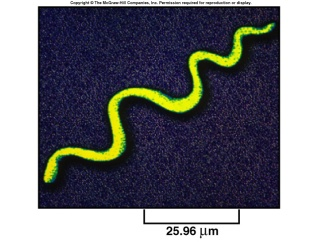 Copyright © The McGraw-Hill Companies, Inc. Permission required for reproduction or display.
25.96 μm